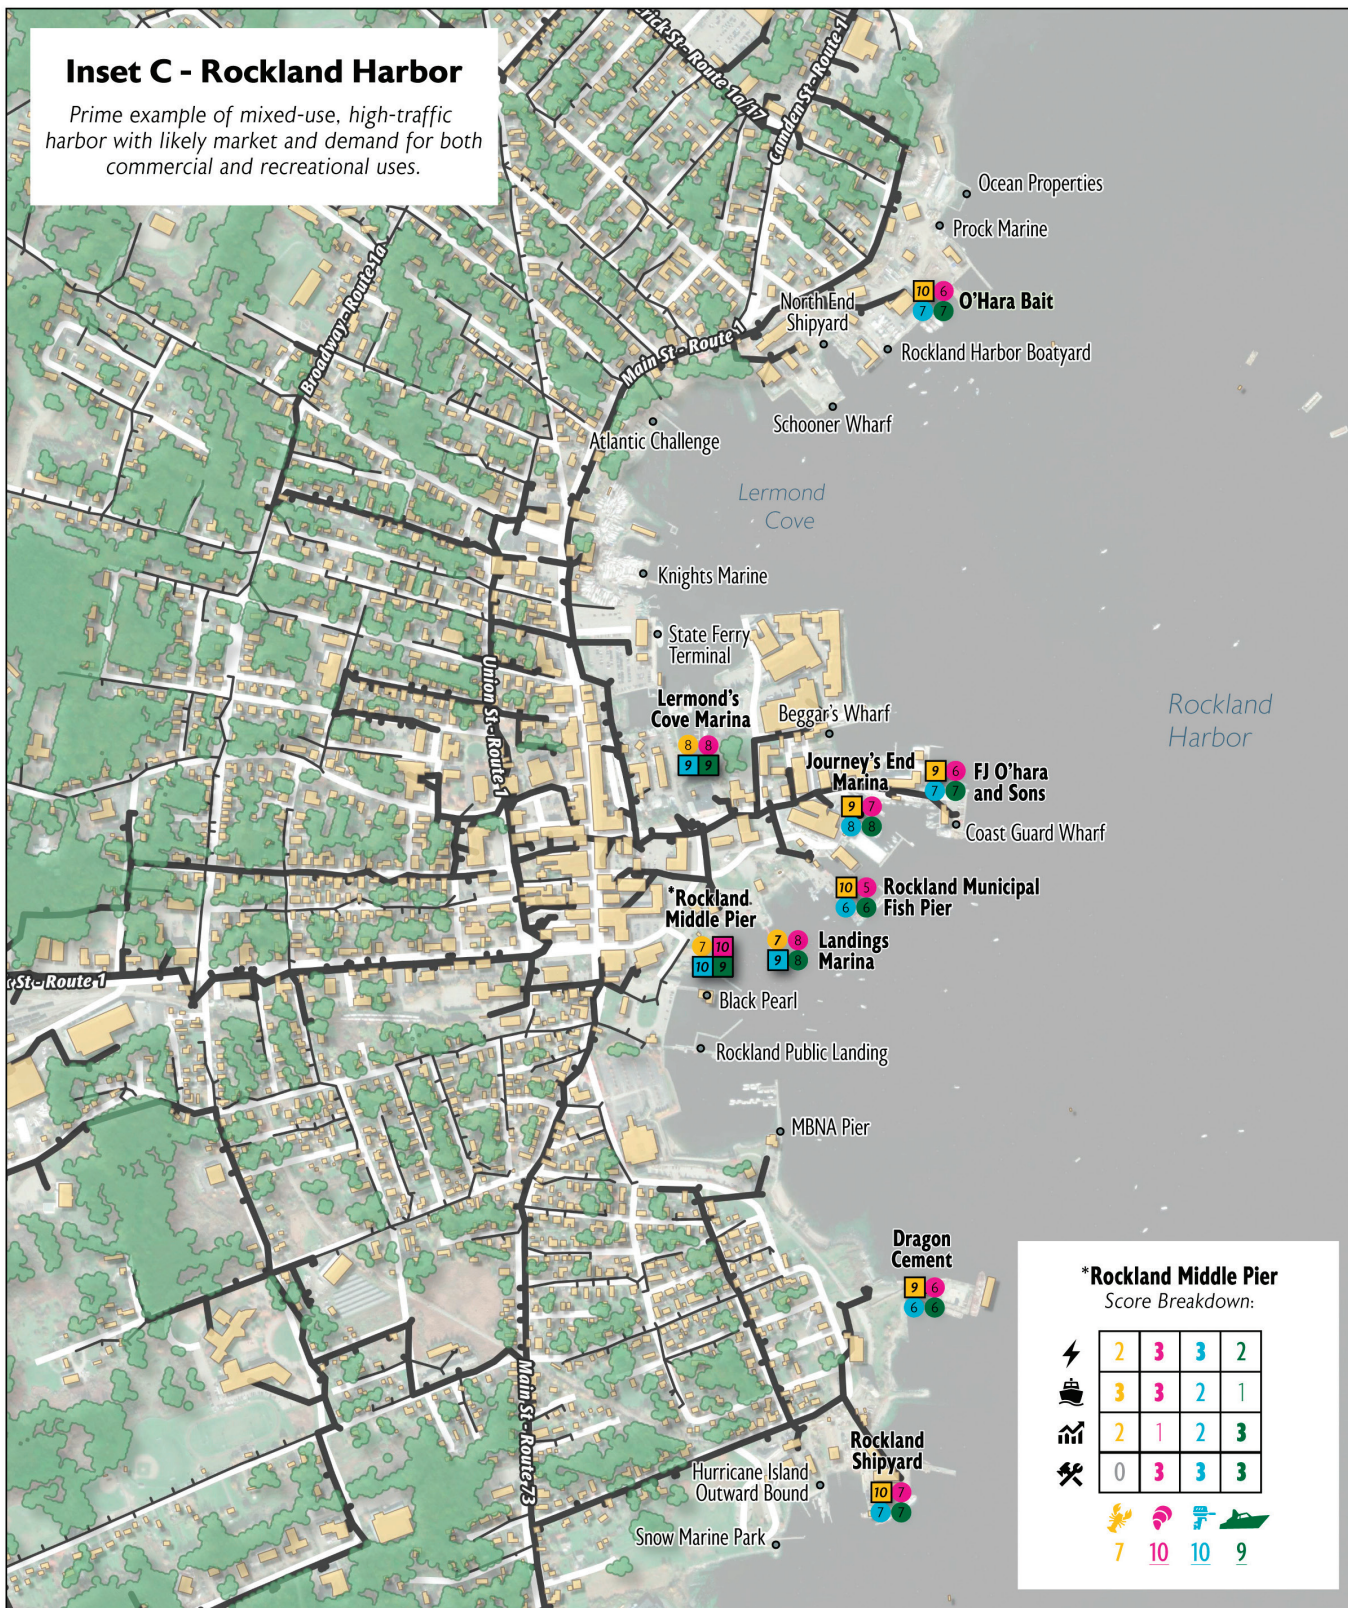 Inset C - Rockland Harbor
Prime example of mixed-use, high-traffic
harbor with likely market and demand for both
commercial and recreational uses.
rick St - Route 1a/17
Camden St - Route 1
Broadway - Route 1a
Main St - Route 1
Ocean Properties
Prock Marine
10 6
7 7
O'Hara Bait
North End
Shipyard
Rockland Harbor Boatyard
Schooner Wharf
Atlantic Challenge
Lermond
Cove
Knights Marine
State Ferry
Terminal
Union St - Route 1
Lermond's
Cove Marina
8 8
9 9
Beggar's Wharf
Rockland
Harbor
Journey's End
Marina
9 7
8 8
9 6
7 7
FJ O'hara
and Sons
Coast Guard Wharf
10 5
6 6
Rockland Municipal
Fish Pier
*Rockland
Middle Pier
7 10
10 9
7 8
9 8
Landings
Marina
St - Route 1
Black Pearl
Rockland Public Landing
MBNA Pier
Dragon
Cement
9 6
6 6
Main St - Route 73
Rockland
Shipyard
10 7
7 7
Hurricane Island
Outward Bound
Snow Marine Park
*Rockland Middle Pier
Score Breakdown:
2 3 3 2
3 3 2 1
2 1 2 3
0 3 3 3
7 10 10 9